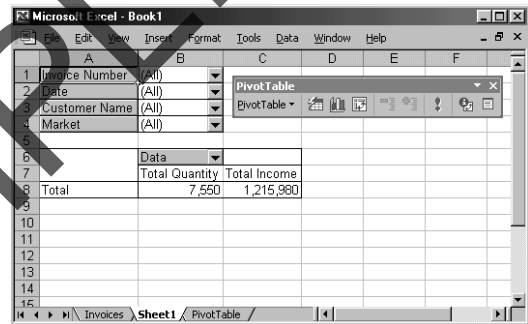 Microsoft Excel - Book1
File Edit View Insert Format Tools Data Window Help
A B C D E F
1 Invoice Number (All)
2 Date (All)
3 Customer Name (All)
4 Market (All)
PivotTable
PivotTable
5
6 Data
7 Total Quantity Total Income
8 Total 7,550 1,215,980
9
10
11
12
13
14
15
Invoices Sheet1 PivotTable